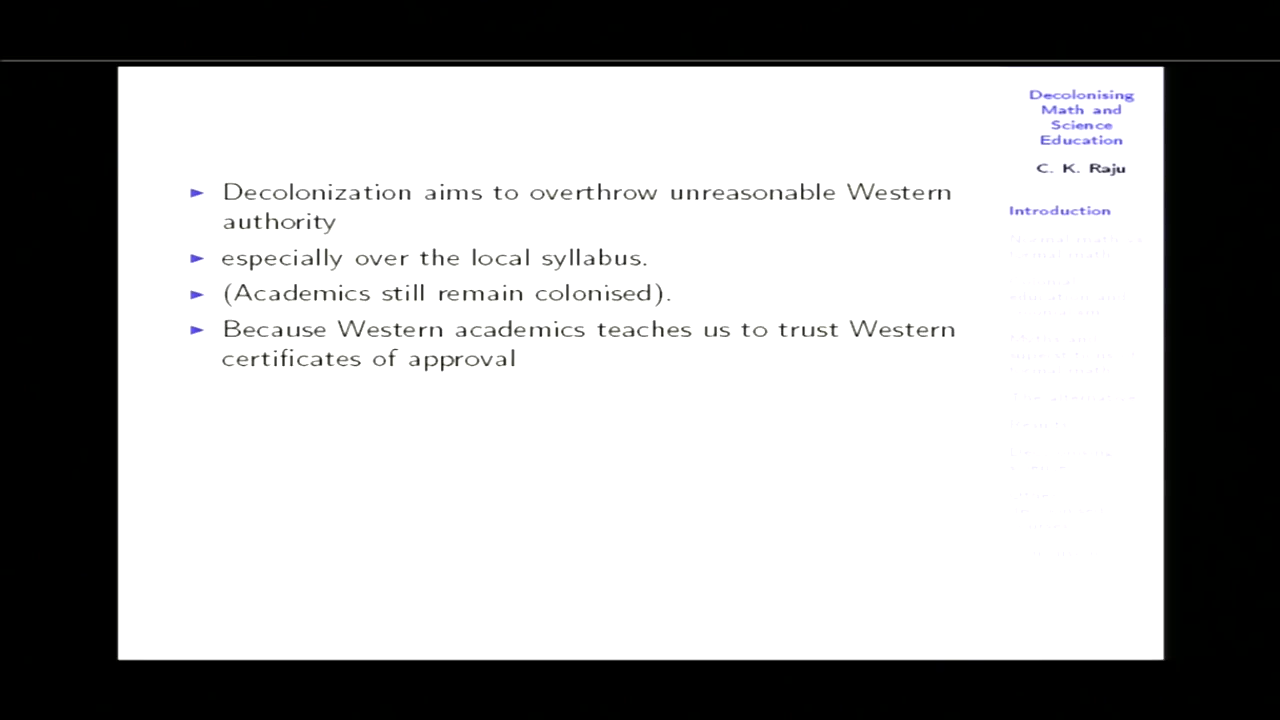 ► Decolonization aims to overthrow unreasonable Western
authority
► especially over the local syllabus.
► (Academics still remain colonised).
► Because Western academics teaches us to trust Western
certificates of approval
Decolonising
Math and
Science
Education
C. K. Raju
Introduction